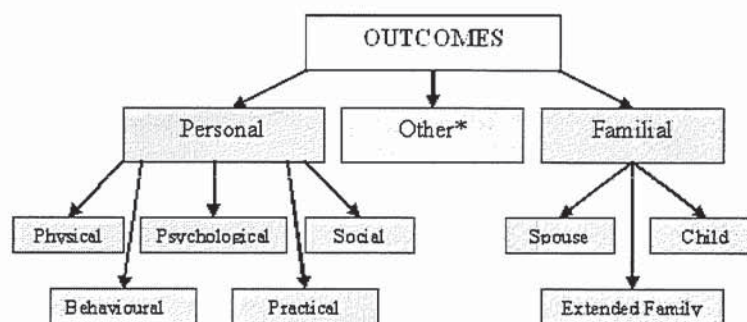 OUTCOMES
Personal
Other*
Familial
Physical
Psychological
Social
Spouse
Child
Behavioural
Practical
Extended Family